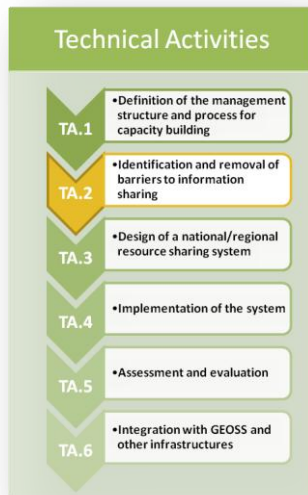 Technical Activities
TA.1
•Definition of the management
structure and process for
capacity building
TA.2
•Identification and removal of
barriers to information
sharing
TA.3
•Design of a national/regional
resource sharing system
TA.4
•Implementation of the system
TA.5
•Assessment and evaluation
TA.6
•Integration with GEOSS and
other infrastructures